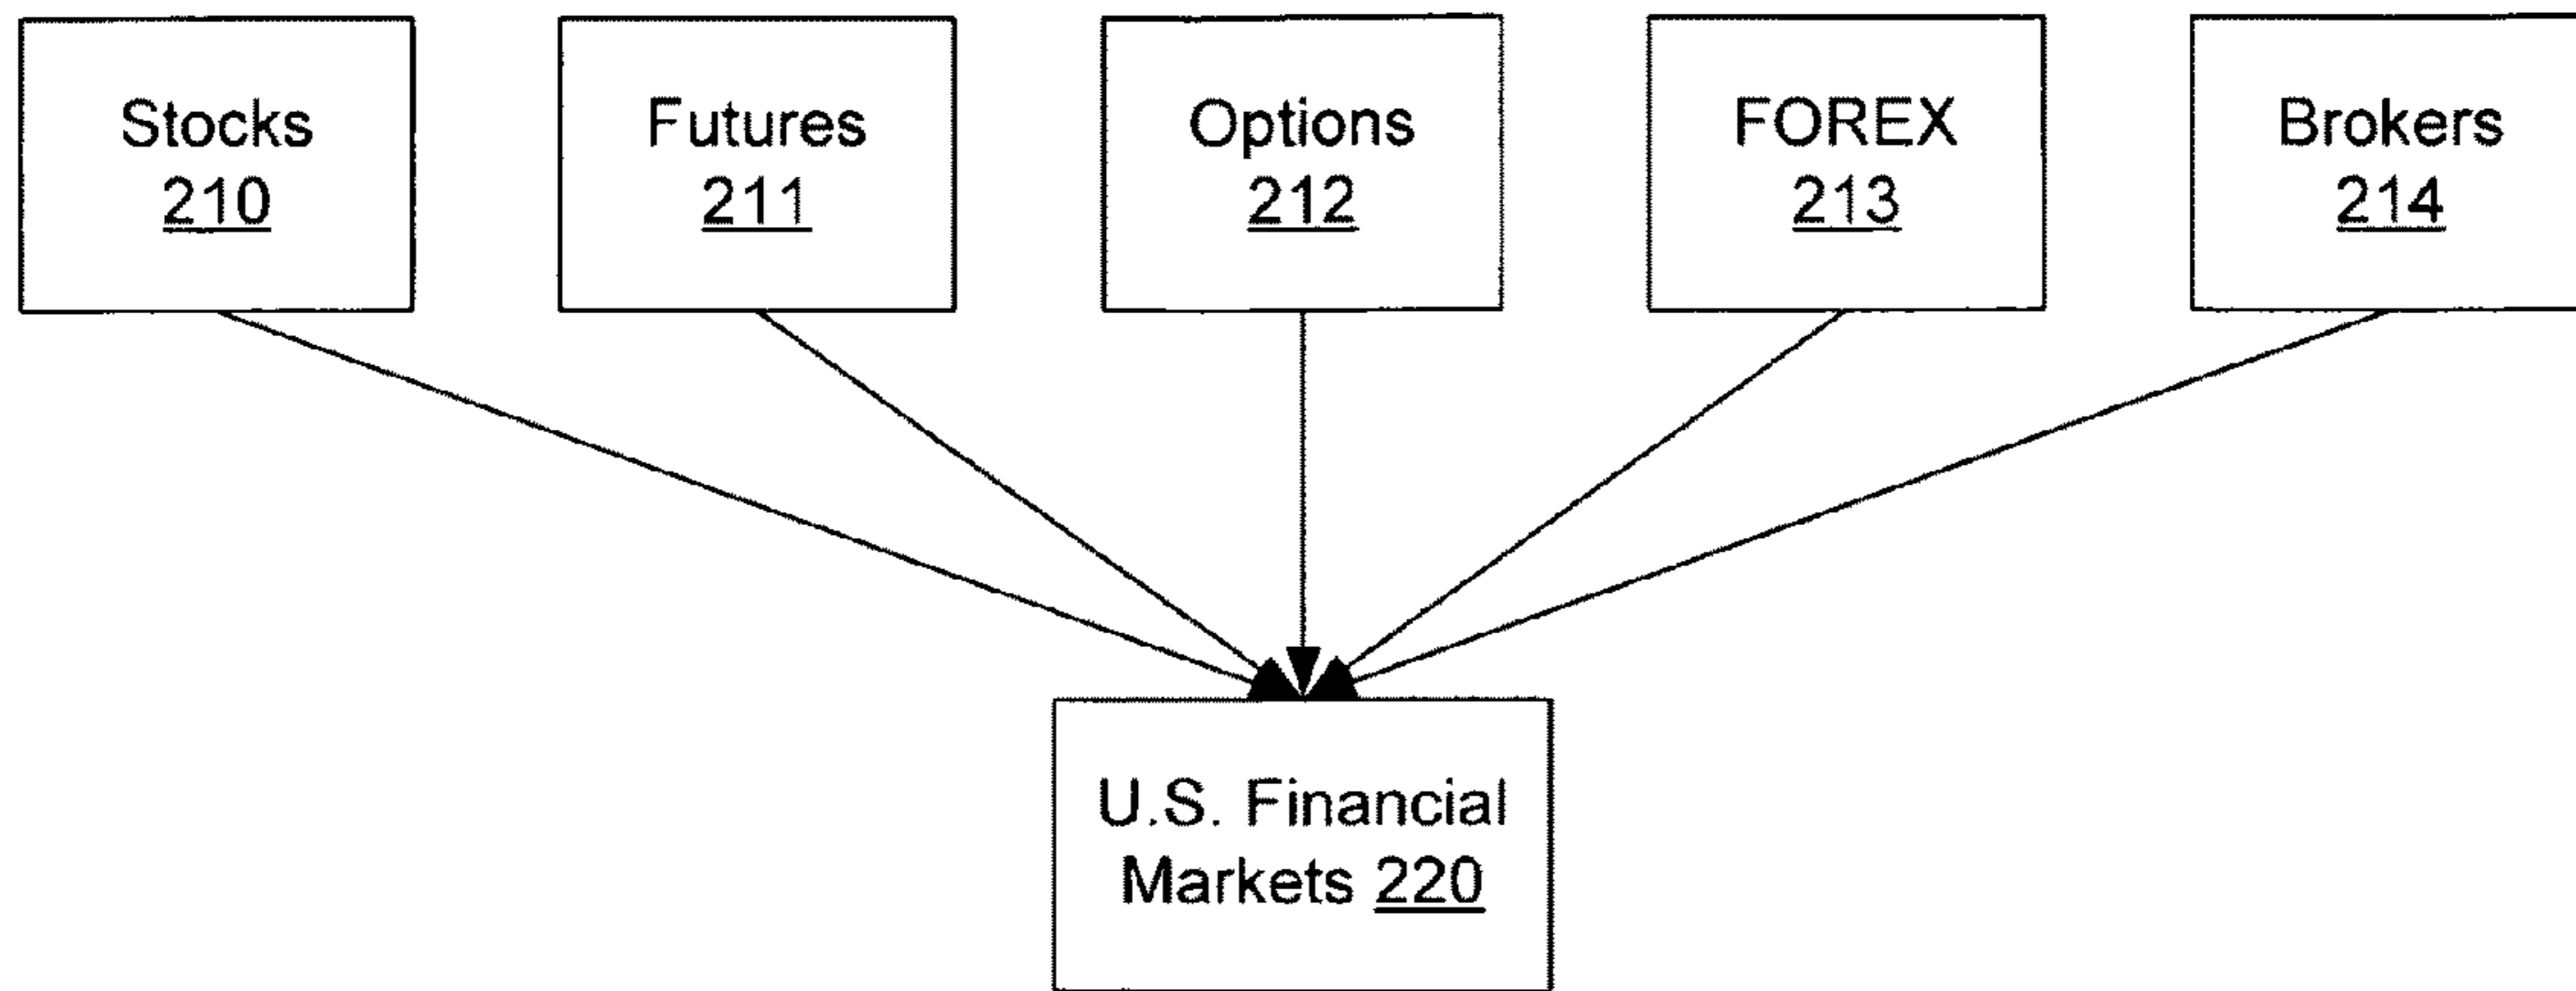 Stocks
210
Futures
211
Options
212
FOREX
213
Brokers
214
U.S. Financial
Markets 220